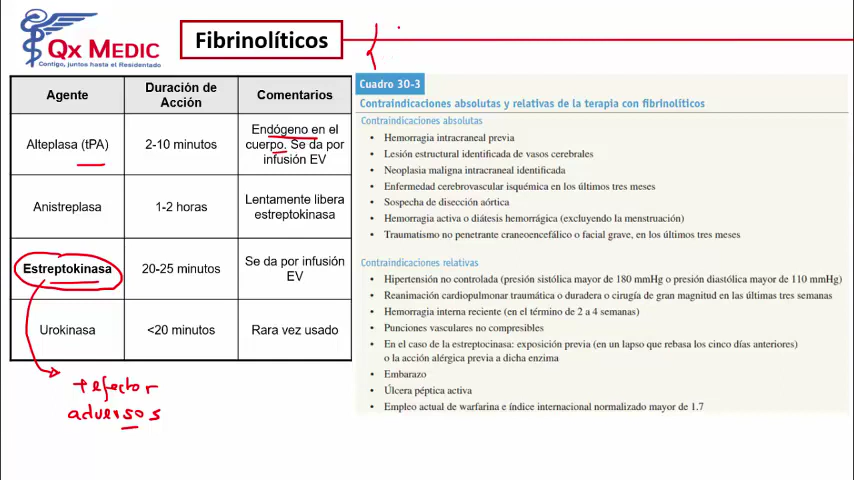 Qx MEDIC
Contigo, juntos hasta el Residentado
Fibrinolíticos
Agente
Duración de
Acción
Comentarios
Alteplasa (tPA)
2-10 minutos
Endógeno en el
cuerpo. Se da por
infusión EV
Anistreplasa
1-2 horas
Lentamente libera
estreptokinasa
Estreptokinasa
20-25 minutos
Se da por infusión
EV
Urokinasa
<20 minutos
Rara vez usado
+ efector
adversos
Cuadro 30-3
Contraindicaciones absolutas y relativas de la terapia con fibrinolíticos
Contraindicaciones absolutas
• Hemorragia intracraneal previa
• Lesión estructural identificada de vasos cerebrales
• Neoplasia maligna intracraneal identificada
• Enfermedad cerebrovascular isquémica en los últimos tres meses
• Sospecha de disección aórtica
• Hemorragia activa o diátesis hemorrágica (excluyendo la menstruación)
• Traumatismo no penetrante craneoencefálico o facial grave, en los últimos tres meses
Contraindicaciones relativas
• Hipertensión no controlada (presión sistólica mayor de 180 mmHg o presión diastólica mayor de 110 mmHg)
• Reanimación cardiopulmonar traumática o duradera o cirugía de gran magnitud en las últimas tres semanas
• Hemorragia interna reciente (en el término de 2 a 4 semanas)
• Punciones vasculares no compresibles
• En el caso de la estreptocinasa: exposición previa (en un lapso que rebasa los cinco días anteriores)
o la acción alérgica previa a dicha enzima
• Embarazo
• Úlcera péptica activa
• Empleo actual de warfarina e índice internacional normalizado mayor de 1.7